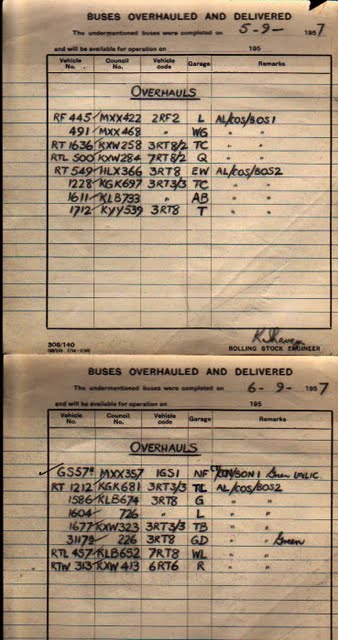 BUSES OVERHAULED AND DELIVERED
The undermentioned buses were completed on 5-9- 1957
and will be available for operation on 195
Vehicle No. Council No. Vehicle code Garage Remarks
OVERHAULS
RF 445 MXX422 2RF2 L AL/COS/BOS1
491 MXX468 " WG " "
RT 1636 KXW258 3RT8/2 TC " "
RTL 500 KXW284 7RT8/2 Q " "
RT 549 HLX366 3RT8 EW AL/COS/BOS2
1228 KGK697 3RT3/3 TC " "
1611 KLB733 " AB " "
1712 KYY539 3RT8 T " "
308/140
ROLLING STOCK ENGINEER
BUSES OVERHAULED AND DELIVERED
The undermentioned buses were completed on 6-9- 1957
and will be available for operation on 195
Vehicle No. Council No. Vehicle code Garage Remarks
OVERHAULS
GS57 MXX357 1GS1 NF Green UNLIC
RT 1212 KGK681 3RT3/3 TL AL/COS/BOS2
1586 KLB674 3RT8 G " "
1604 726 " L " "
1677 KXW323 3RT3/3 TB " "
3117 226 3RT8 GD " " Green
RTL 457 KLB652 7RT8 WL " "
RTW 313 KXW413 6RT6 R " "